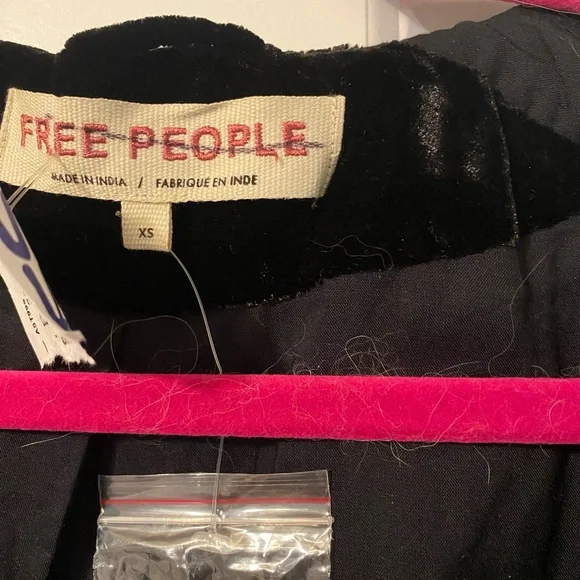 FREE PEOPLE
MADE IN INDIA / FABRIQUE EN INDE
XS